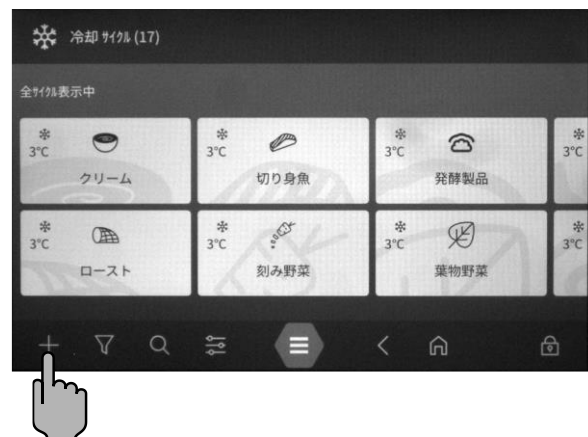 冷却 ｻｲｸﾙ (17)
全ｻｲｸﾙ表示中
3℃
クリーム
3℃
切り身魚
3℃
発酵製品
3℃
3℃
ロースト
3℃
刻み野菜
3℃
葉物野菜
3℃